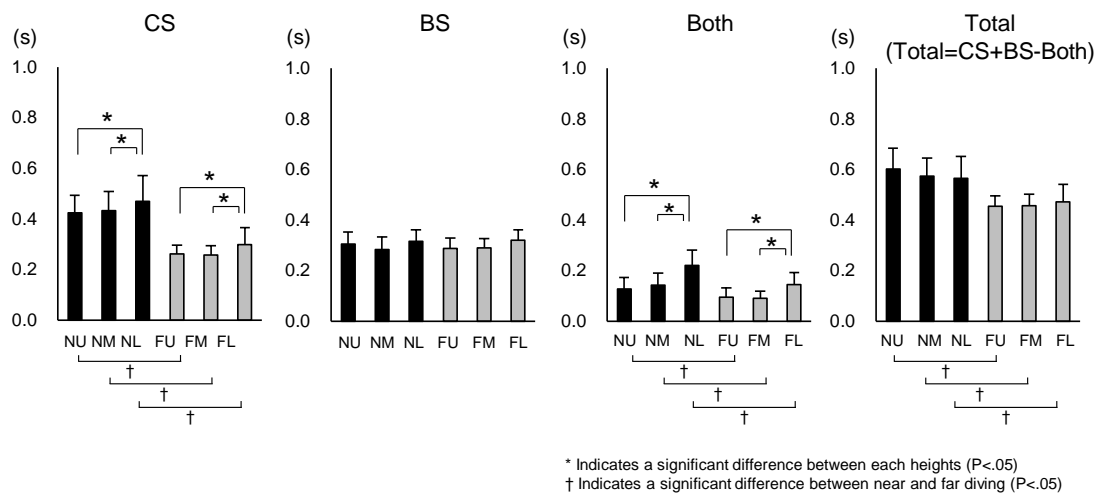 CS
(s)
1.0
0.8
0.6
0.4
0.2
0.0
*
*
*
*
NU NM NL FU FM FL
†
†
†
BS
(s)
1.0
0.8
0.6
0.4
0.2
0.0
NU NM NL FU FM FL
Both
(s)
1.0
0.8
0.6
0.4
0.2
0.0
*
*
*
*
NU NM NL FU FM FL
†
†
†
Total
(Total=CS+BS-Both)
(s)
1.0
0.8
0.6
0.4
0.2
0.0
NU NM NL FU FM FL
†
†
†
* Indicates a significant difference between each heights (P<.05)
† Indicates a significant difference between near and far diving (P<.05)